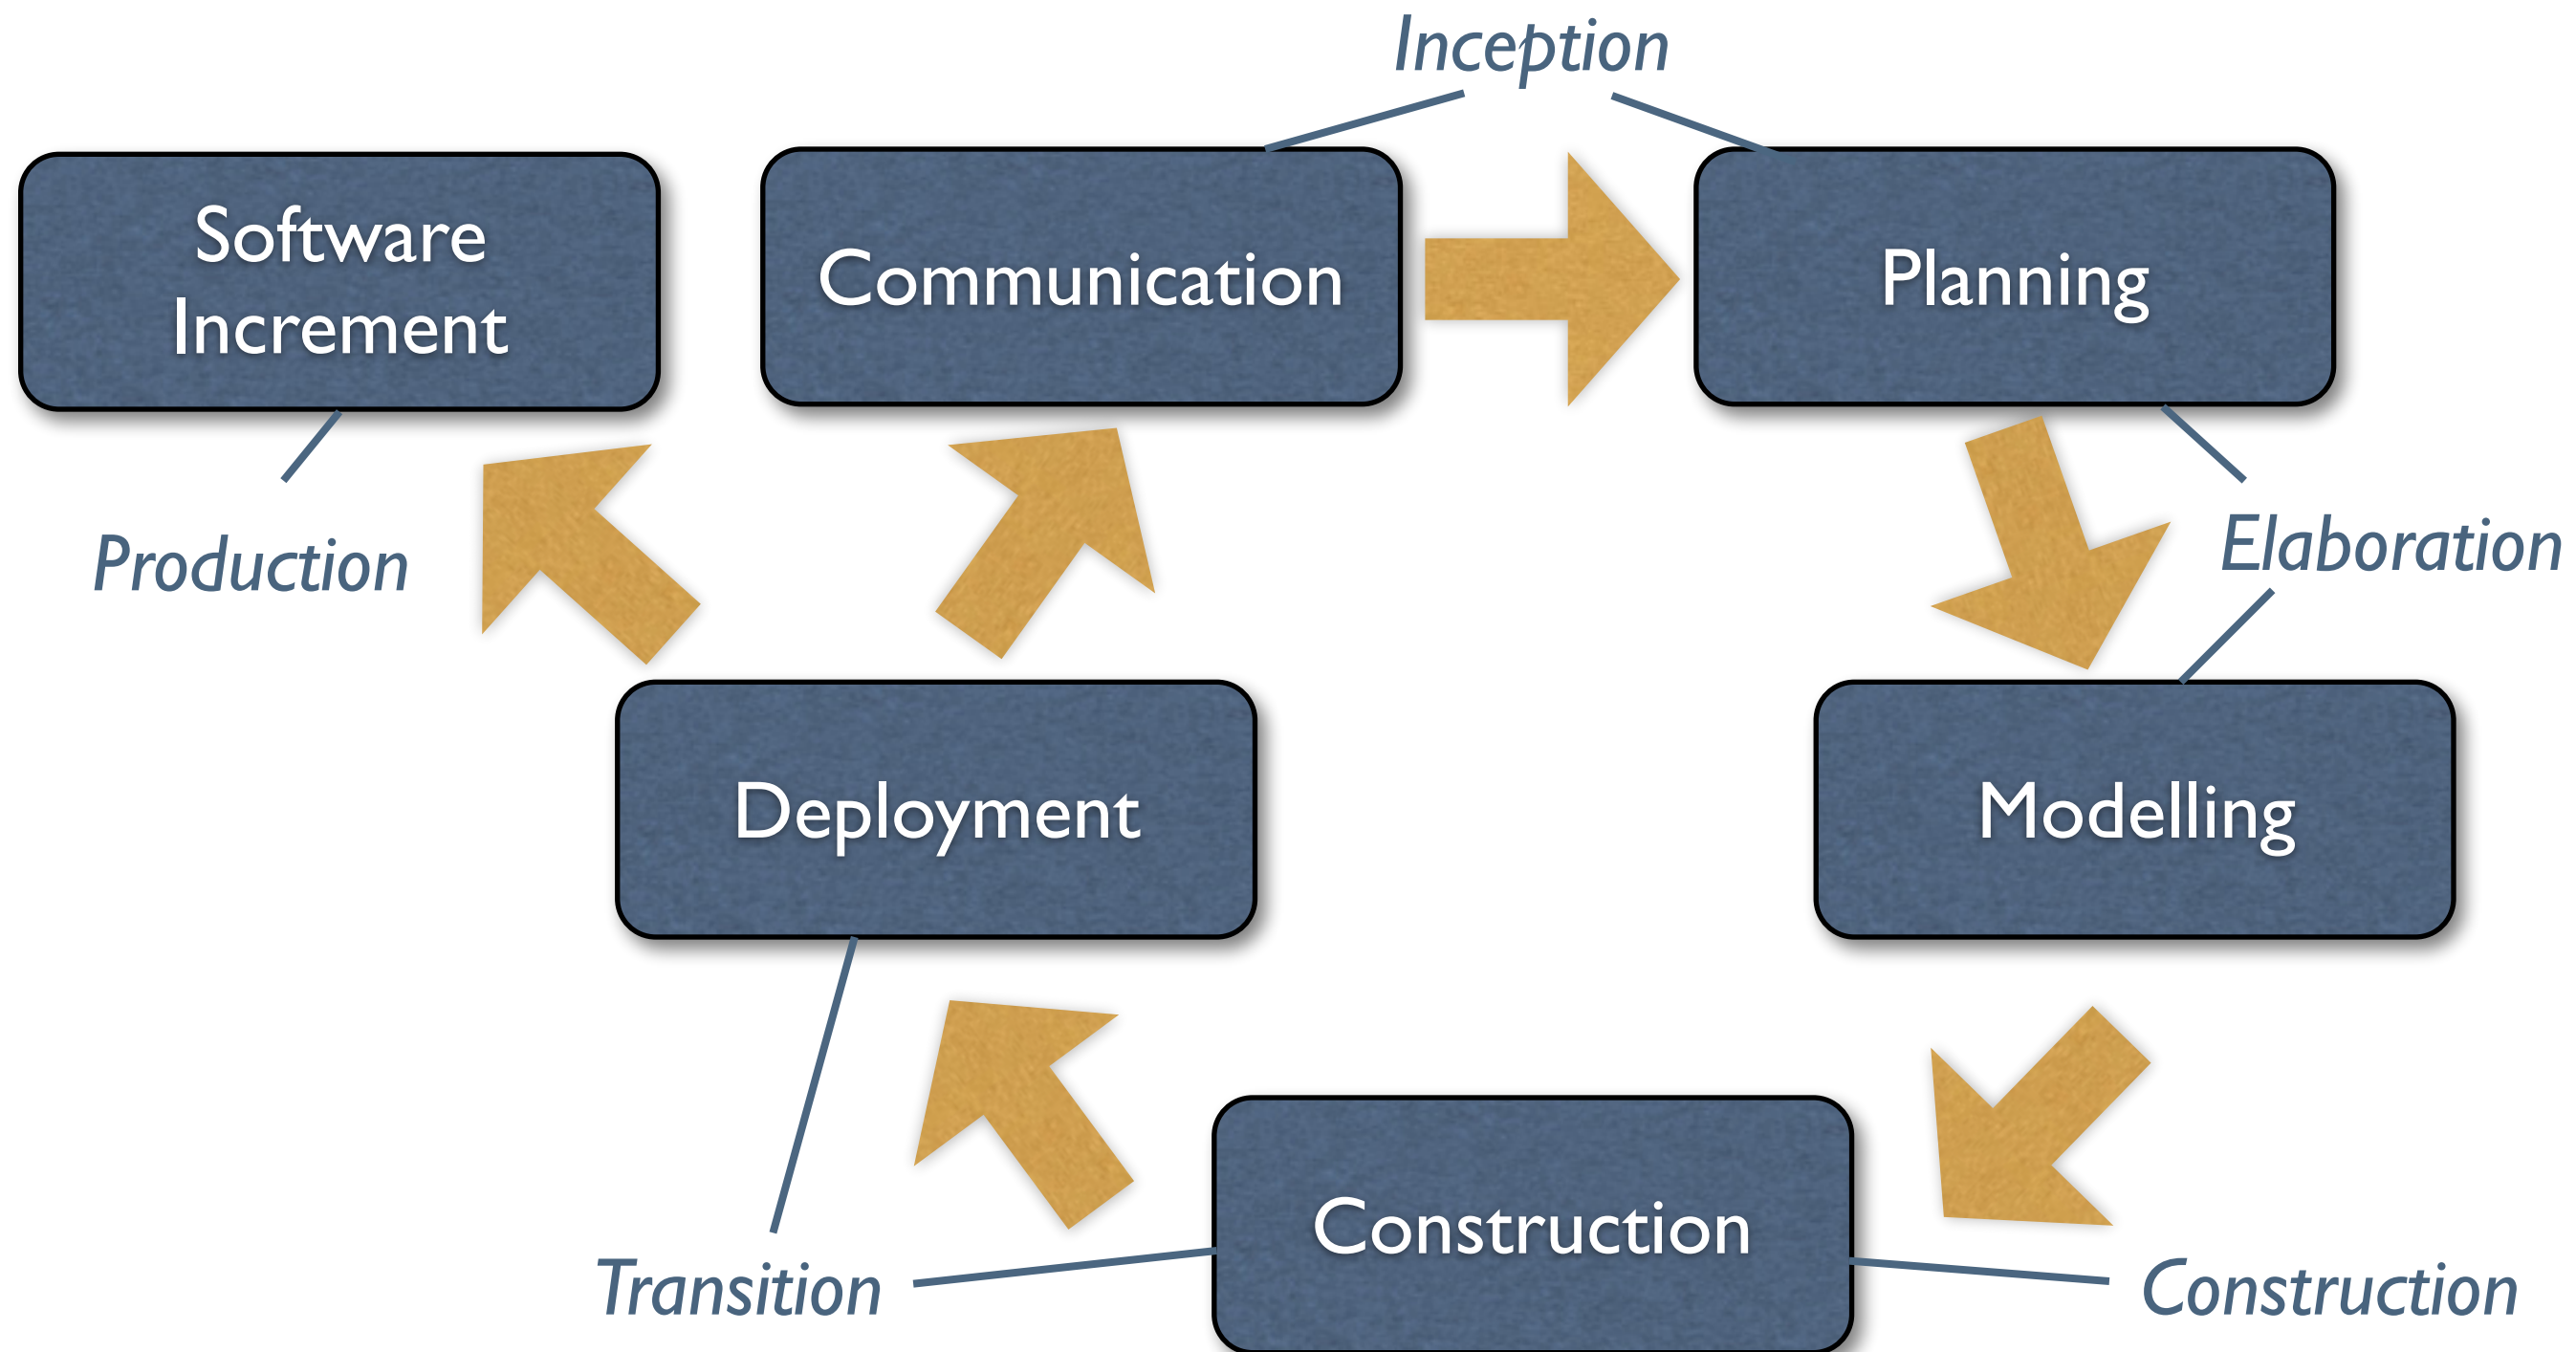 Inception
Software
Increment
Communication
Planning
Production
Elaboration
Deployment
Modelling
Construction
Transition
Construction